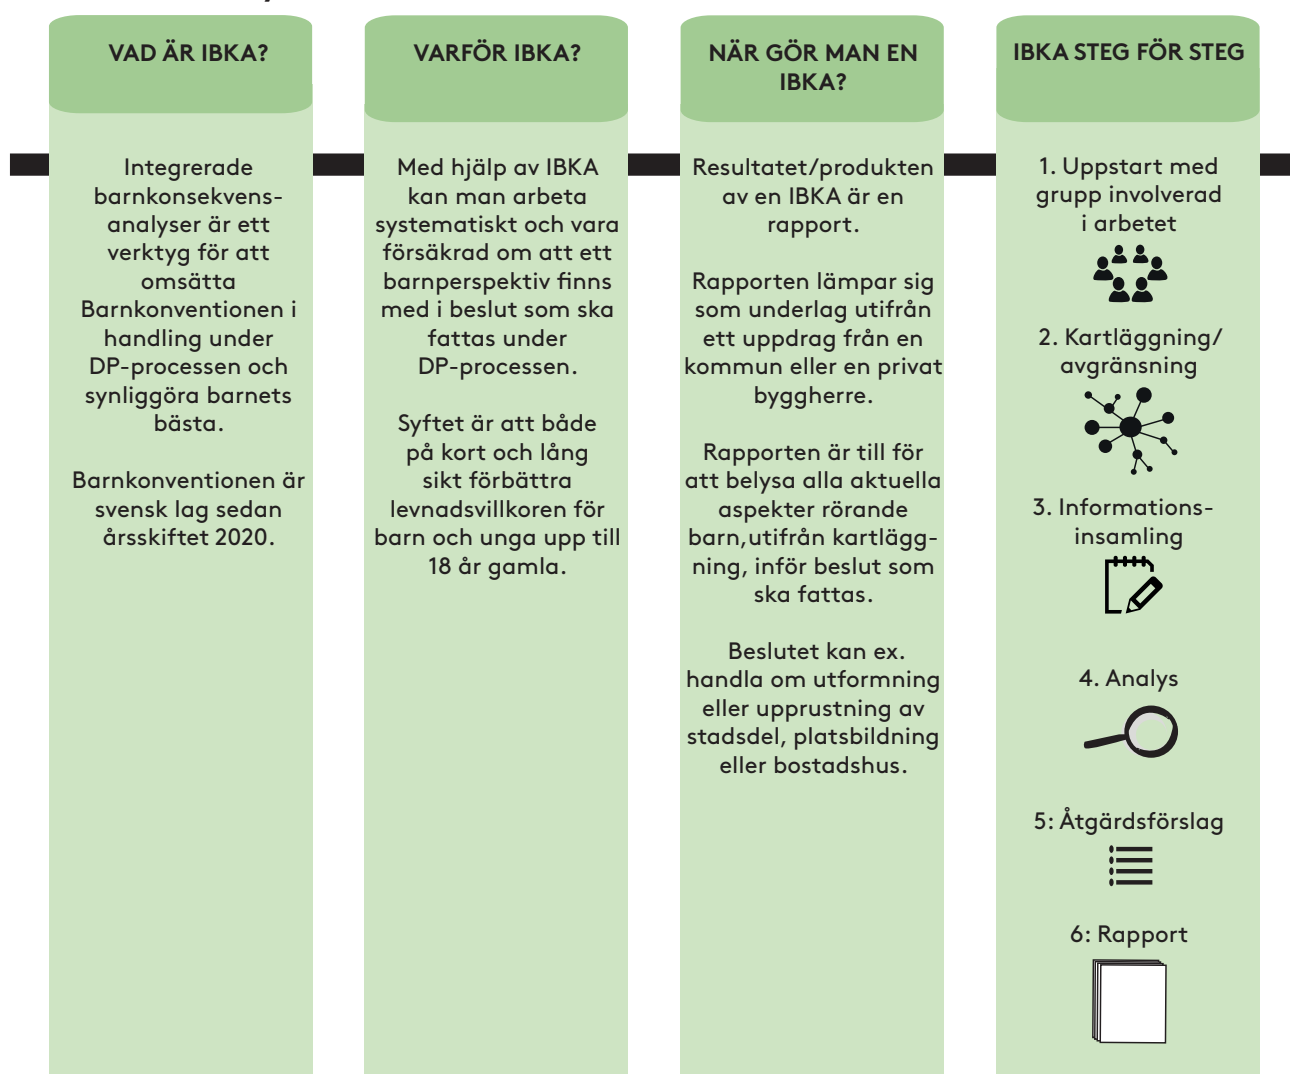 VAD ÄR IBKA?
Integrerade
barnkonsekvens-
analyser är ett
verktyg för att
omsätta
Barnkonventionen i
handling under
DP-processen och
synliggöra barnets
bästa.
Barnkonventionen är
svensk lag sedan
årsskiftet 2020.
VARFÖR IBKA?
Med hjälp av IBKA
kan man arbeta
systematiskt och vara
försäkrad om att ett
barnperspektiv finns
med i beslut som ska
fattas under
DP-processen.
Syftet är att både
på kort och lång
sikt förbättra
levnadsvillkoren för
barn och unga upp till
18 år gamla.
NÄR GÖR MAN EN
IBKA?
Resultatet/produkten
av en IBKA är en
rapport.
Rapporten lämpar sig
som underlag utifrån
ett uppdrag från en
kommun eller en privat
byggherre.
Rapporten är till för
att belysa alla aktuella
aspekter rörande
barn,utifrån kartlägg-
ning, inför beslut som
ska fattas.
Beslutet kan ex.
handla om utformning
eller upprustning av
stadsdel, platsbildning
eller bostadshus.
IBKA STEG FÖR STEG
1. Uppstart med
grupp involverad
i arbetet
2. Kartläggning/
avgränsning
3. Informations-
insamling
4. Analys
5: Åtgärdsförslag
6: Rapport